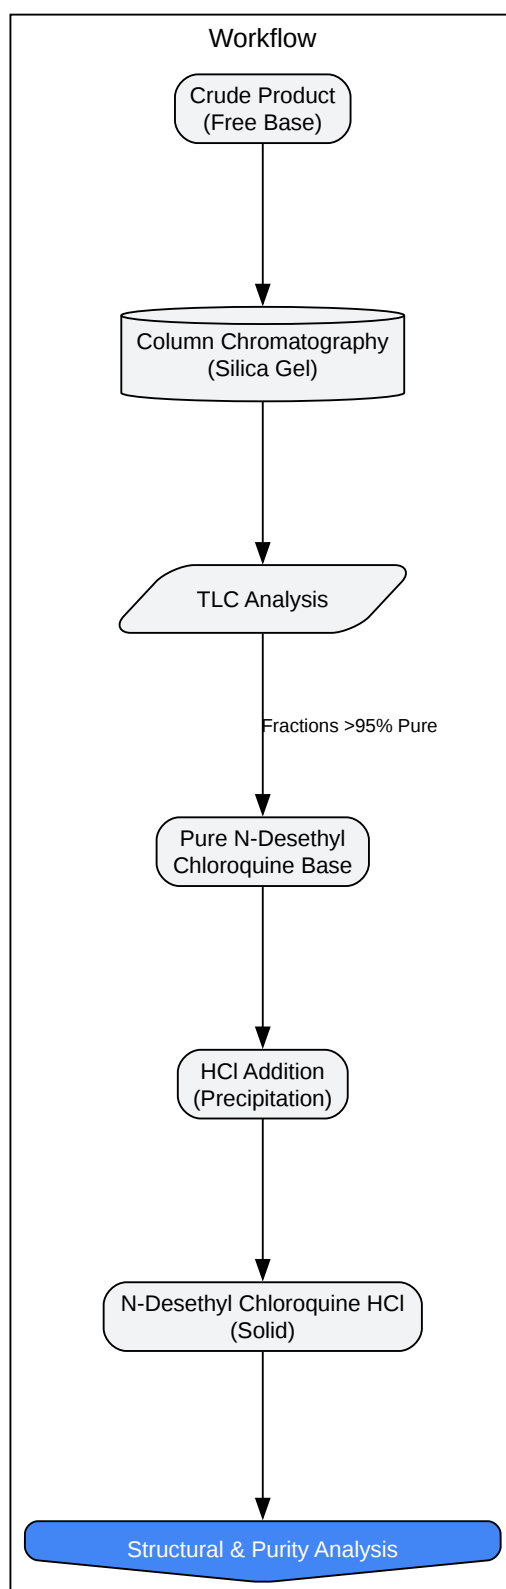 Workflow
Crude Product
(Free Base)
Column Chromatography
(Silica Gel)
TLC Analysis
Fractions >95% Pure
Pure N-Desethyl
Chloroquine Base
HCl Addition
(Precipitation)
N-Desethyl Chloroquine HCl
(Solid)
Structural & Purity Analysis